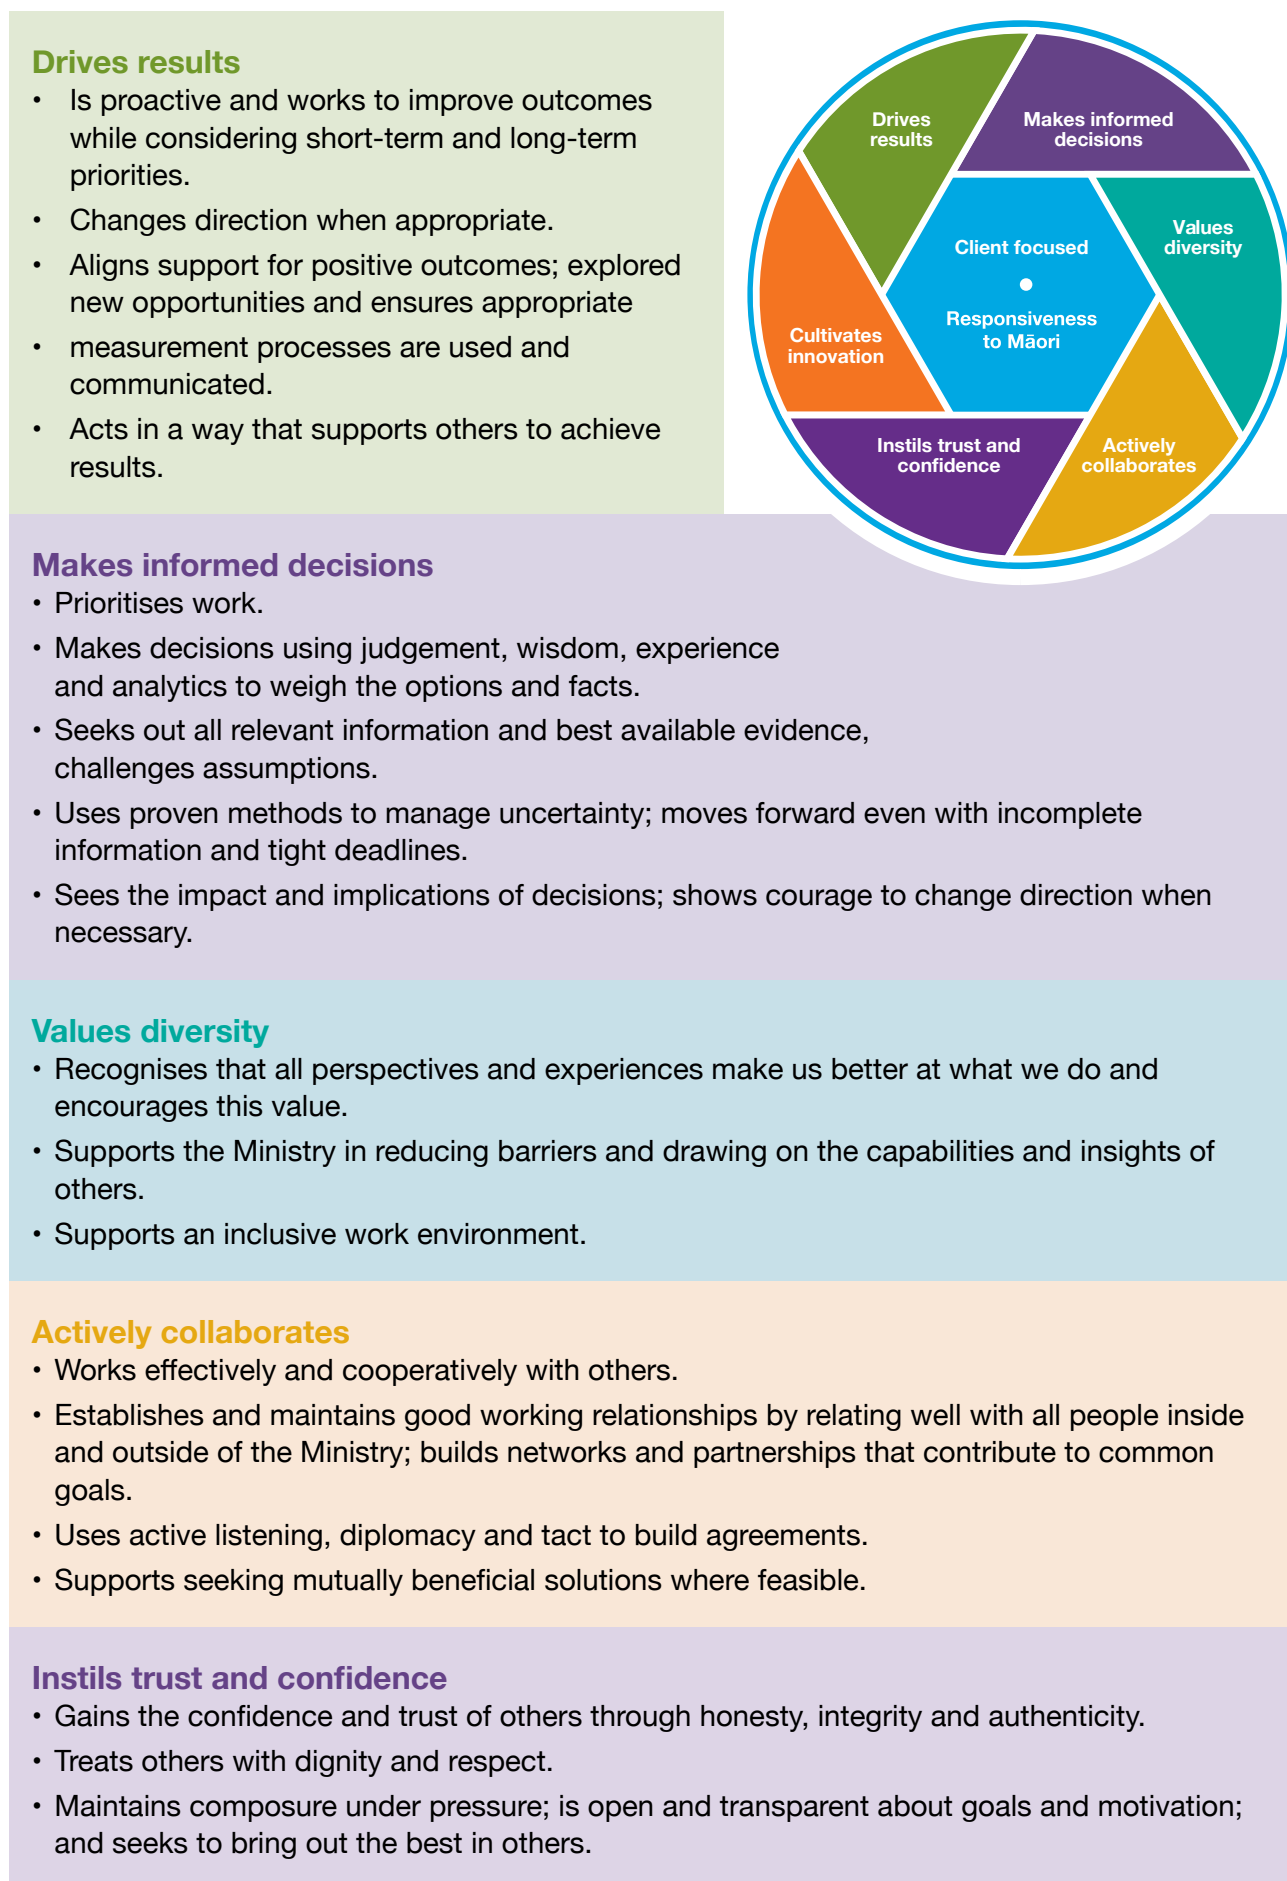 Drives results
• Is proactive and works to improve outcomes
while considering short-term and long-term
priorities.
• Changes direction when appropriate.
• Aligns support for positive outcomes; explored
new opportunities and ensures appropriate
• measurement processes are used and
communicated.
• Acts in a way that supports others to achieve
results.
Drives
results
Makes informed
decisions
Values
diversity
Client focused
Responsiveness
to Māori
Cultivates
innovation
Instils trust and
confidence
Actively
collaborates
Makes informed decisions
• Prioritises work.
• Makes decisions using judgement, wisdom, experience
and analytics to weigh the options and facts.
• Seeks out all relevant information and best available evidence,
challenges assumptions.
• Uses proven methods to manage uncertainty; moves forward even with incomplete
information and tight deadlines.
• Sees the impact and implications of decisions; shows courage to change direction when
necessary.
Values diversity
• Recognises that all perspectives and experiences make us better at what we do and
encourages this value.
• Supports the Ministry in reducing barriers and drawing on the capabilities and insights of
others.
• Supports an inclusive work environment.
Actively collaborates
• Works effectively and cooperatively with others.
• Establishes and maintains good working relationships by relating well with all people inside
and outside of the Ministry; builds networks and partnerships that contribute to common
goals.
• Uses active listening, diplomacy and tact to build agreements.
• Supports seeking mutually beneficial solutions where feasible.
Instils trust and confidence
• Gains the confidence and trust of others through honesty, integrity and authenticity.
• Treats others with dignity and respect.
• Maintains composure under pressure; is open and transparent about goals and motivation;
and seeks to bring out the best in others.